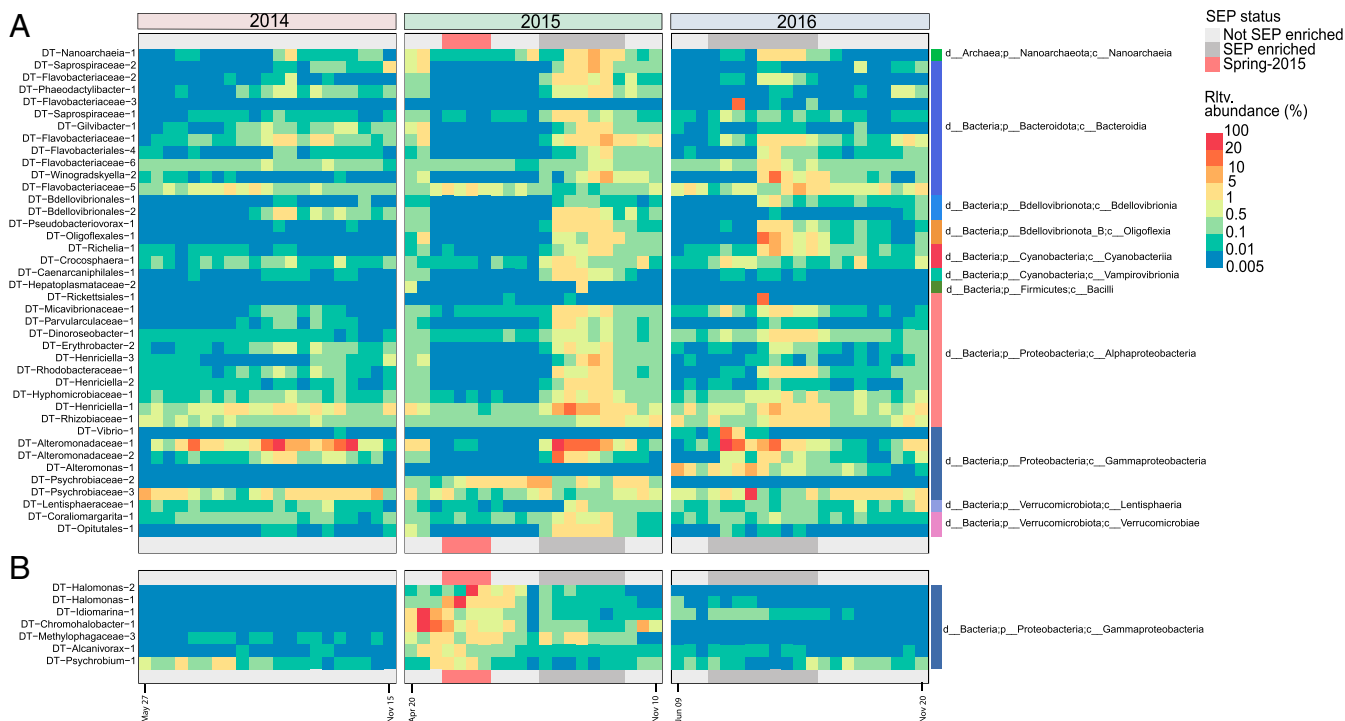 A
2014
2015
2016
SEP status
Not SEP enriched
SEP enriched
Spring-2015
Rltv.
abundance (%)
100
20
10
5
1
0.5
0.1
0.01
0.005
DT−Nanoarchaeia−1
DT−Saprospiraceae−2
DT−Flavobacteriaceae−2
DT−Phaeodactylibacter−1
DT−Flavobacteriaceae−3
DT−Saprospiraceae−1
DT−Gilvibacter−1
DT−Flavobacteriaceae−1
DT−Flavobacteriales−4
DT−Flavobacteriaceae−6
DT−Winogradskyella−2
DT−Flavobacteriaceae−5
DT−Bdellovibrionales−1
DT−Bdellovibrionales−2
DT−Pseudobacteriovorax−1
DT−Oligoflexales−1
DT−Richelia−1
DT−Crocosphaera−1
DT−Caenarcaniphilales−1
DT−Hepatoplasmataceae−2
DT−Rickettsiales−1
DT−Micavibrionaceae−1
DT−Parvularculaceae−1
DT−Dinoroseobacter−1
DT−Erythrobacter−2
DT−Henriciella−3
DT−Rhodobacteraceae−1
DT−Henriciella−2
DT−Hyphomicrobiaceae−1
DT−Henriciella−1
DT−Rhizobiaceae−1
DT−Vibrio−1
DT−Alteromonadaceae−1
DT−Alteromonadaceae−2
DT−Alteromonas−1
DT−Psychrobiaceae−2
DT−Psychrobiaceae−3
DT−Lentisphaeraceae−1
DT−Coraliomargarita−1
DT−Opitutales−1
d__Archaea;p__Nanoarchaeota;c__Nanoarchaeia
d__Bacteria;p__Bacteroidota;c__Bacteroidia
d__Bacteria;p__Bdellovibrionota;c__Bdellovibrionia
d__Bacteria;p__Bdellovibrionota_B;c__Oligoflexia
d__Bacteria;p__Cyanobacteria;c__Cyanobacteriia
d__Bacteria;p__Cyanobacteria;c__Vampirovibrionia
d__Bacteria;p__Firmicutes;c__Bacilli
d__Bacteria;p__Proteobacteria;c__Alphaproteobacteria
d__Bacteria;p__Proteobacteria;c__Gammaproteobacteria
d__Bacteria;p__Verrucomicrobiota;c__Lentisphaeria
d__Bacteria;p__Verrucomicrobiota;c__Verrucomicrobiae
B
DT−Halomonas−2
DT−Halomonas−1
DT−Idiomarina−1
DT−Chromohalobacter−1
DT−Methylophagaceae−3
DT−Alcanivorax−1
DT−Psychrobium−1
d__Bacteria;p__Proteobacteria;c__Gammaproteobacteria
May 27
Nov 15
Apr 20
Nov 10
Jun 09
Nov 20